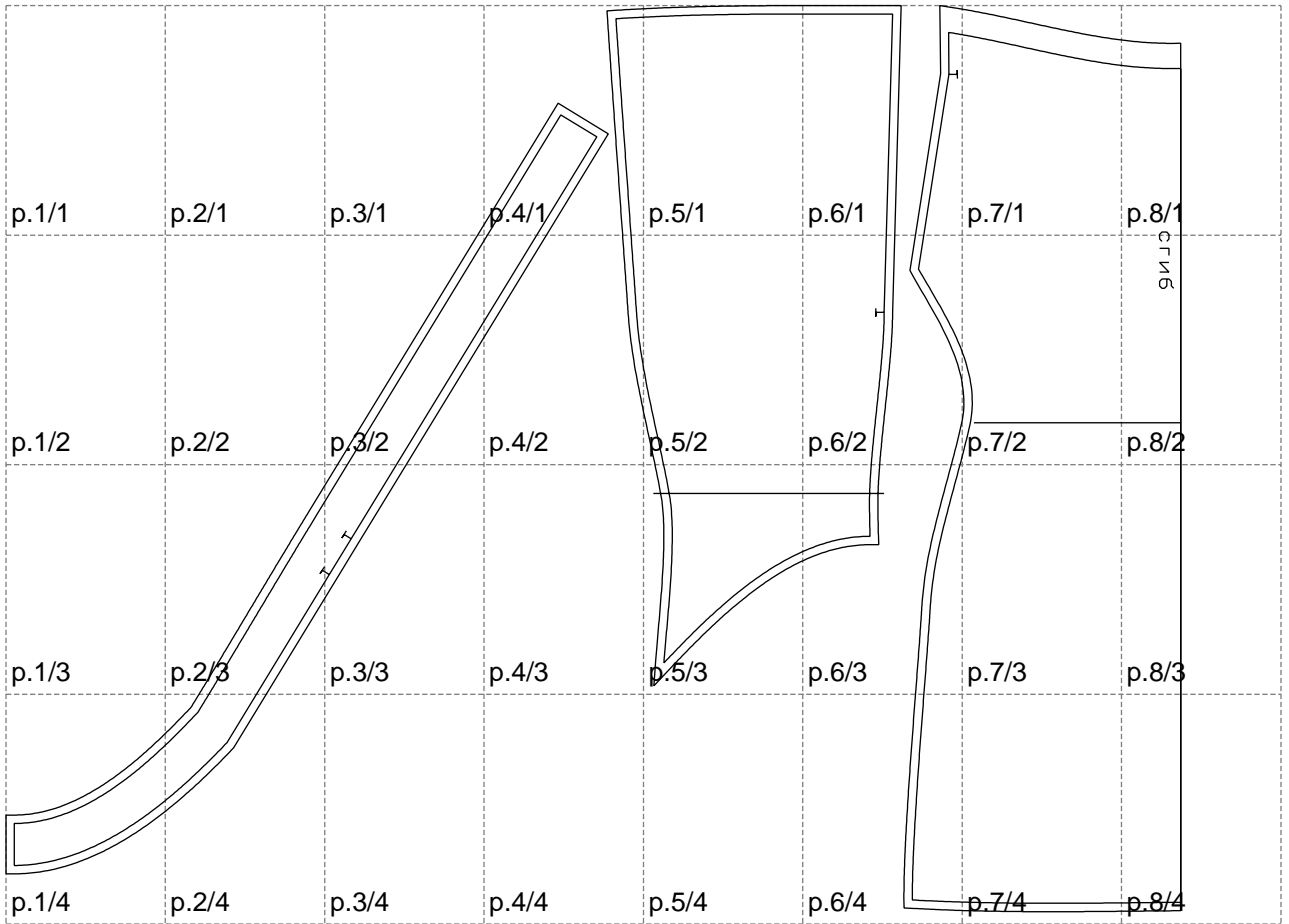 p.1/1 p.2/1 p.3/1 p.4/1 p.5/1 p.6/1 p.7/1 p.8/1
сгиб
p.1/2 p.2/2 p.3/2 p.4/2 p.5/2 p.6/2 p.7/2 p.8/2
p.1/3 p.2/3 p.3/3 p.4/3 p.5/3 p.6/3 p.7/3 p.8/3
p.1/4 p.2/4 p.3/4 p.4/4 p.5/4 p.6/4 p.7/4 p.8/4